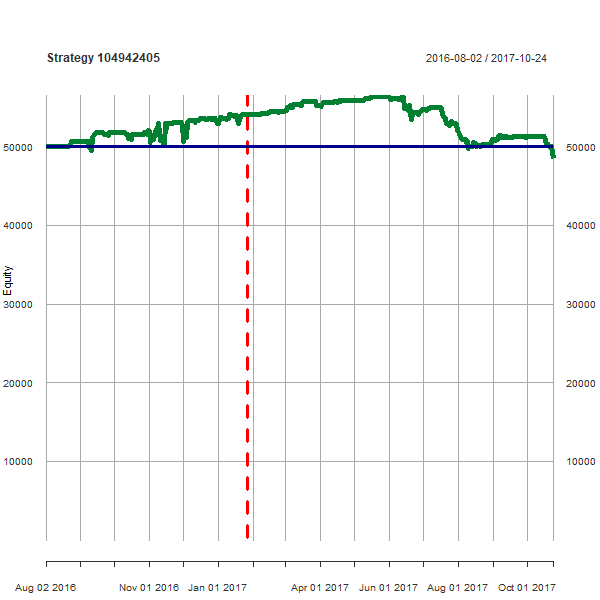 Strategy 104942405
2016-08-02 / 2017-10-24
50000
50000
40000
40000
Equity
30000
30000
20000
20000
10000
10000
Aug 02 2016
Nov 01 2016
Jan 01 2017
Apr 01 2017
Jun 01 2017
Aug 01 2017
Oct 01 2017